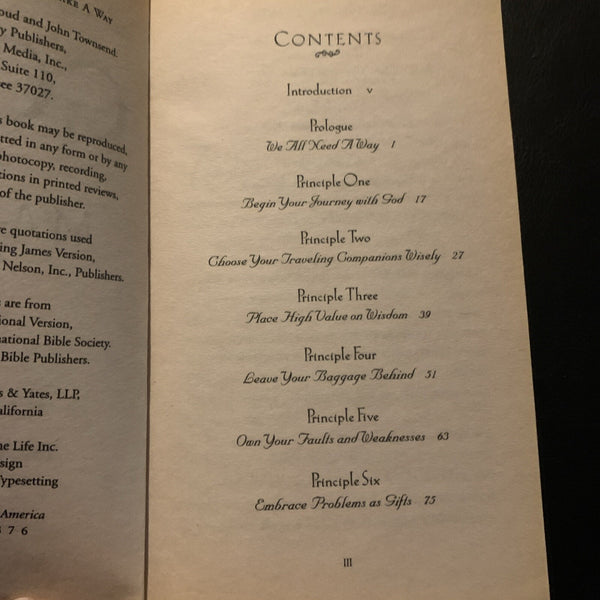 KE A WAY
oud and John Townsend.
y Publishers,
Media, Inc.,
Suite 110,
ee 37027.
s book may be reproduced,
tted in any form or by any
hotocopy, recording,
tions in printed reviews,
of the publisher.
e quotations used
ing James Version,
Nelson, Inc., Publishers.
s are from
ional Version,
national Bible Society.
Bible Publishers.
s & Yates, LLP,
alifornia
he Life Inc.
sign
Typesetting
America
8 7 6
CONTENTS
Introduction v
Prologue
We All Need A Way 1
Principle One
Begin Your Journey with God 17
Principle Two
Choose Your Traveling Companions Wisely 27
Principle Three
Place High Value on Wisdom 39
Principle Four
Leave Your Baggage Behind 51
Principle Five
Own Your Faults and Weaknesses 63
Principle Six
Embrace Problems as Gifts 75
III